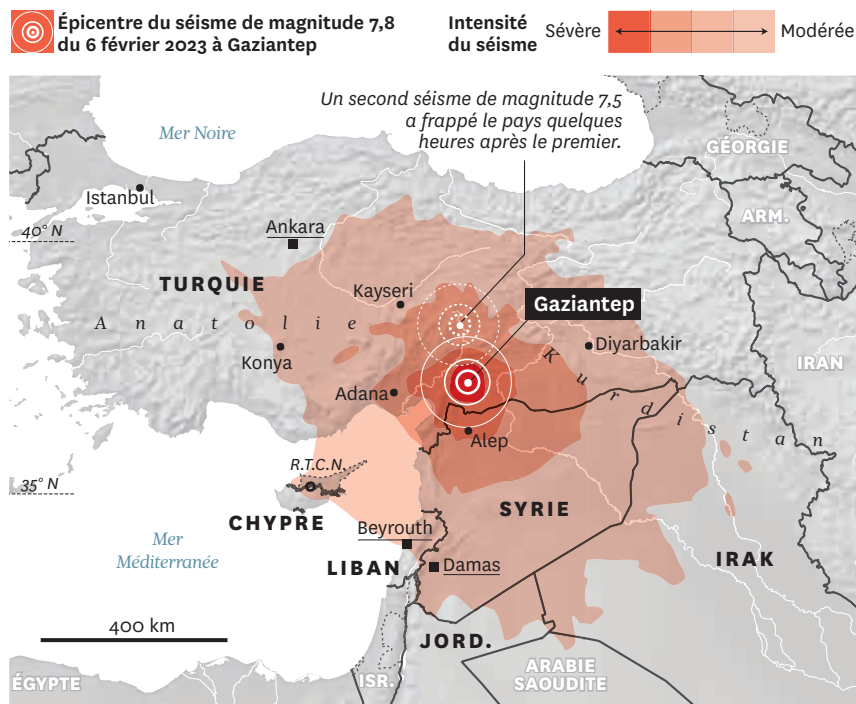 Épicentre du séisme de magnitude 7,8
du 6 février 2023 à Gaziantep
Intensité
du séisme
Sévère
Modérée
Un second séisme de magnitude 7,5
a frappé le pays quelques
heures après le premier.
Mer Noire
GÉORGIE
Istanbul
ARM.
40° N
Ankara
TURQUIE
Kayseri
Gaziantep
Anatolie
Diyarbakir
IRAN
Konya
Adana
Kurdistan
Alep
R.T.C.N.
35° N
CHYPRE
SYRIE
Beyrouth
Mer
Méditerranée
LIBAN
Damas
IRAK
400 km
JORD.
ÉGYPTE
ISR.
ARABIE
SAOUDITE